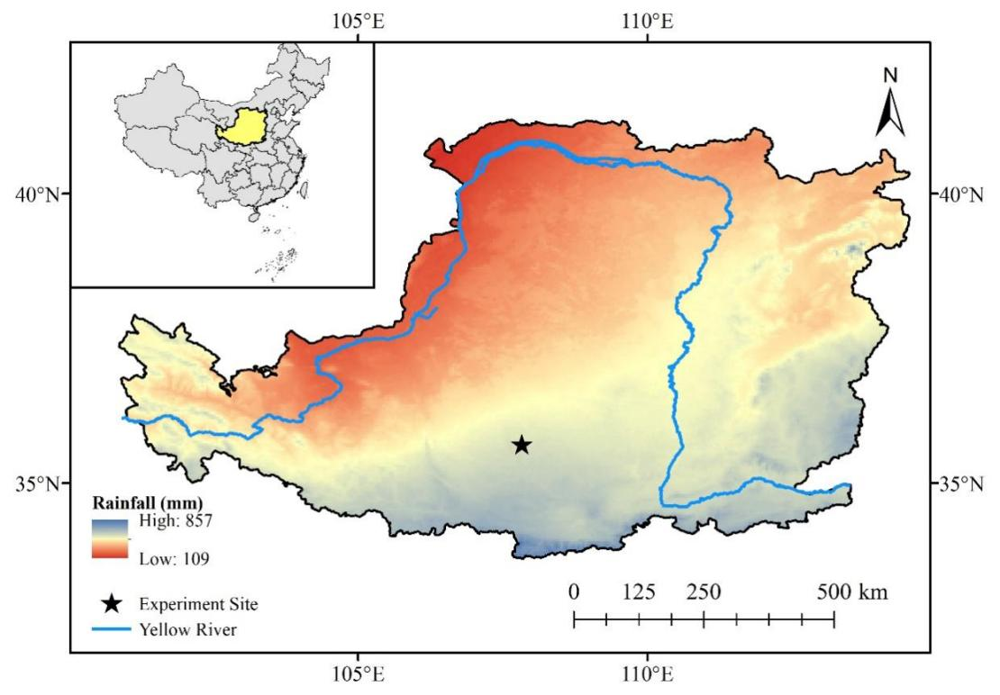 105°E 110°E
N
40°N 40°N
35°N 35°N
Rainfall (mm)
High: 857
Low: 109
Experiment Site
Yellow River
0 125 250 500 km
105°E 110°E